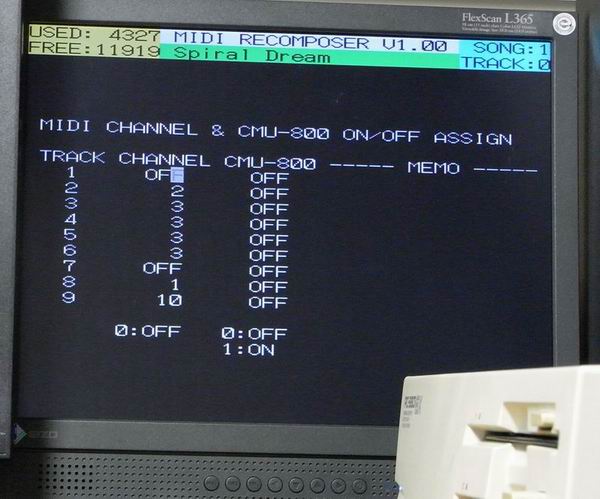 FlexScan L365
USED: 4327 MIDI RECOMPOSER V1.00 SONG:1
FREE:11919 Spiral Dream TRACK:0
MIDI CHANNEL & CMU-800 ON/OFF ASSIGN
TRACK CHANNEL CMU-800 ----- MEMO -----
1 OFF OFF
2 2 OFF
3 3 OFF
4 3 OFF
5 3 OFF
6 3 OFF
7 OFF OFF
8 1 OFF
9 10 OFF
0:OFF 0:OFF
1:ON
EIZO